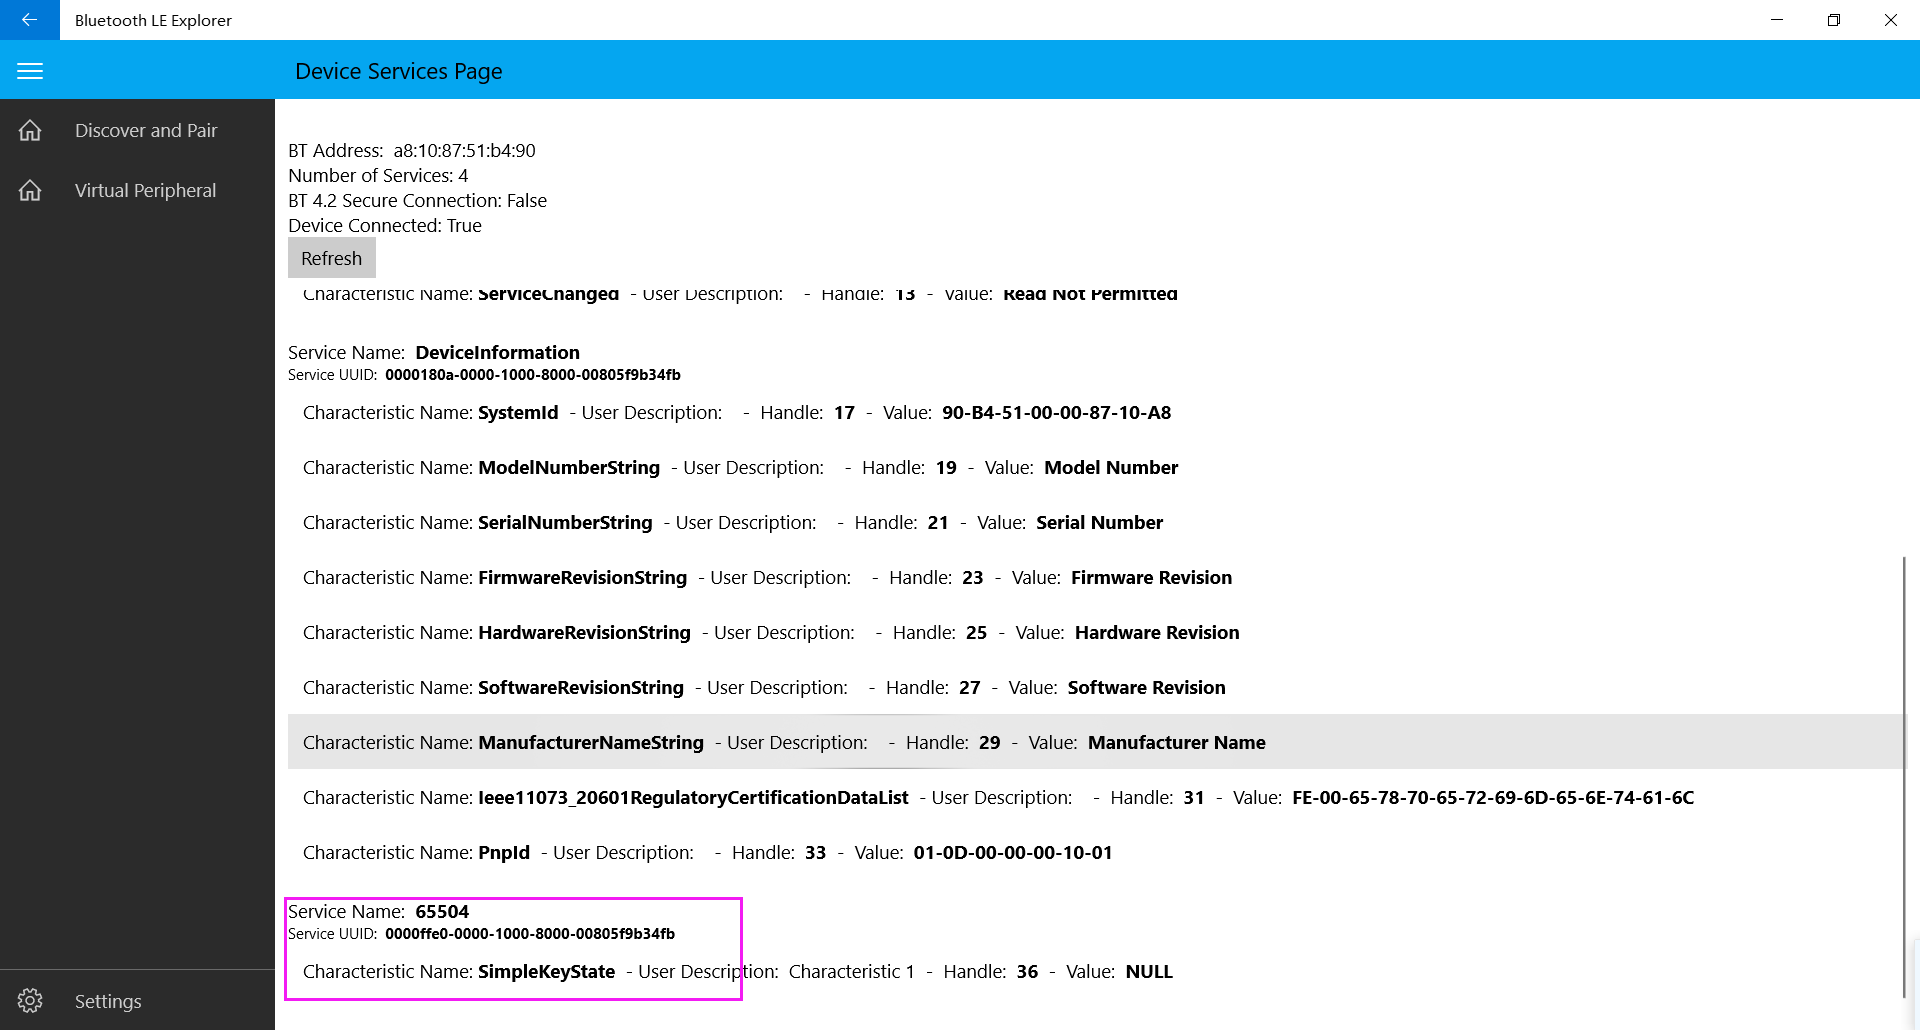 Bluetooth LE Explorer
Device Services Page
Discover and Pair
Virtual Peripheral
BT Address: a8:10:87:51:b4:90
Number of Services: 4
BT 4.2 Secure Connection: False
Device Connected: True
Refresh
Characteristic Name: ServiceChanged - User Description: - Handle: 13 - Value: Read Not Permitted
Service Name: DeviceInformation
Service UUID: 0000180a-0000-1000-8000-00805f9b34fb
Characteristic Name: SystemId - User Description: - Handle: 17 - Value: 90-B4-51-00-00-87-10-A8
Characteristic Name: ModelNumberString - User Description: - Handle: 19 - Value: Model Number
Characteristic Name: SerialNumberString - User Description: - Handle: 21 - Value: Serial Number
Characteristic Name: FirmwareRevisionString - User Description: - Handle: 23 - Value: Firmware Revision
Characteristic Name: HardwareRevisionString - User Description: - Handle: 25 - Value: Hardware Revision
Characteristic Name: SoftwareRevisionString - User Description: - Handle: 27 - Value: Software Revision
Characteristic Name: ManufacturerNameString - User Description: - Handle: 29 - Value: Manufacturer Name
Characteristic Name: Ieee11073_20601RegulatoryCertificationDataList - User Description: - Handle: 31 - Value: FE-00-65-78-70-65-72-69-6D-65-6E-74-61-6C
Characteristic Name: PnpId - User Description: - Handle: 33 - Value: 01-0D-00-00-00-10-01
Service Name: 65504
Service UUID: 0000ffe0-0000-1000-8000-00805f9b34fb
Characteristic Name: SimpleKeyState - User Description: Characteristic 1 - Handle: 36 - Value: NULL
Settings